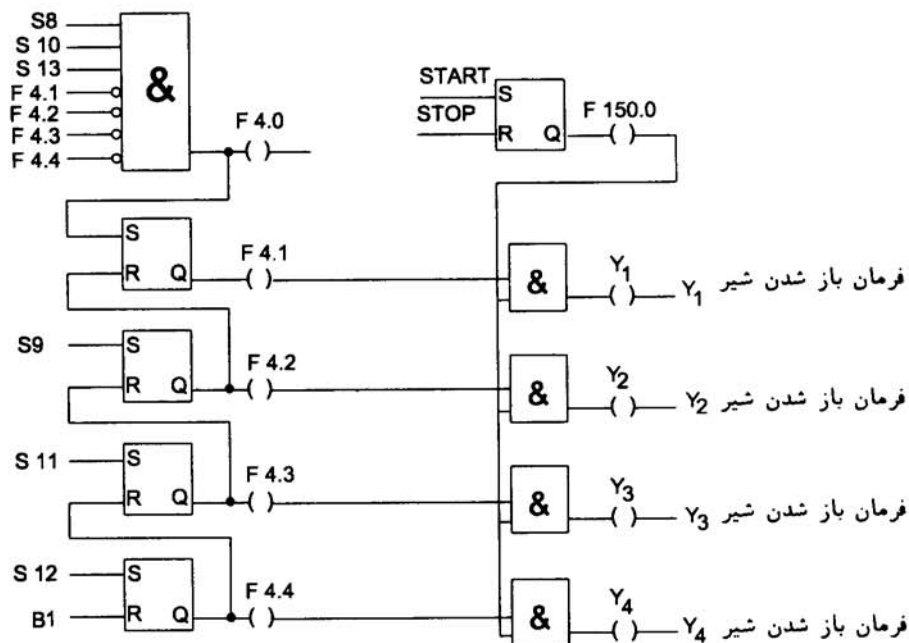 S8
S 10
S 13
F 4.1
F 4.2
F 4.3
F 4.4
&
F 4.0
START
STOP
S
R Q
F 150.0
S
R Q
F 4.1
&
Y1
Y1 فرمان باز شدن شیر
S9
S
R Q
F 4.2
&
Y2
Y2 فرمان باز شدن شیر
S 11
S
R Q
F 4.3
&
Y3
Y3 فرمان باز شدن شیر
S 12
B1
S
R Q
F 4.4
&
Y4
Y4 فرمان باز شدن شیر